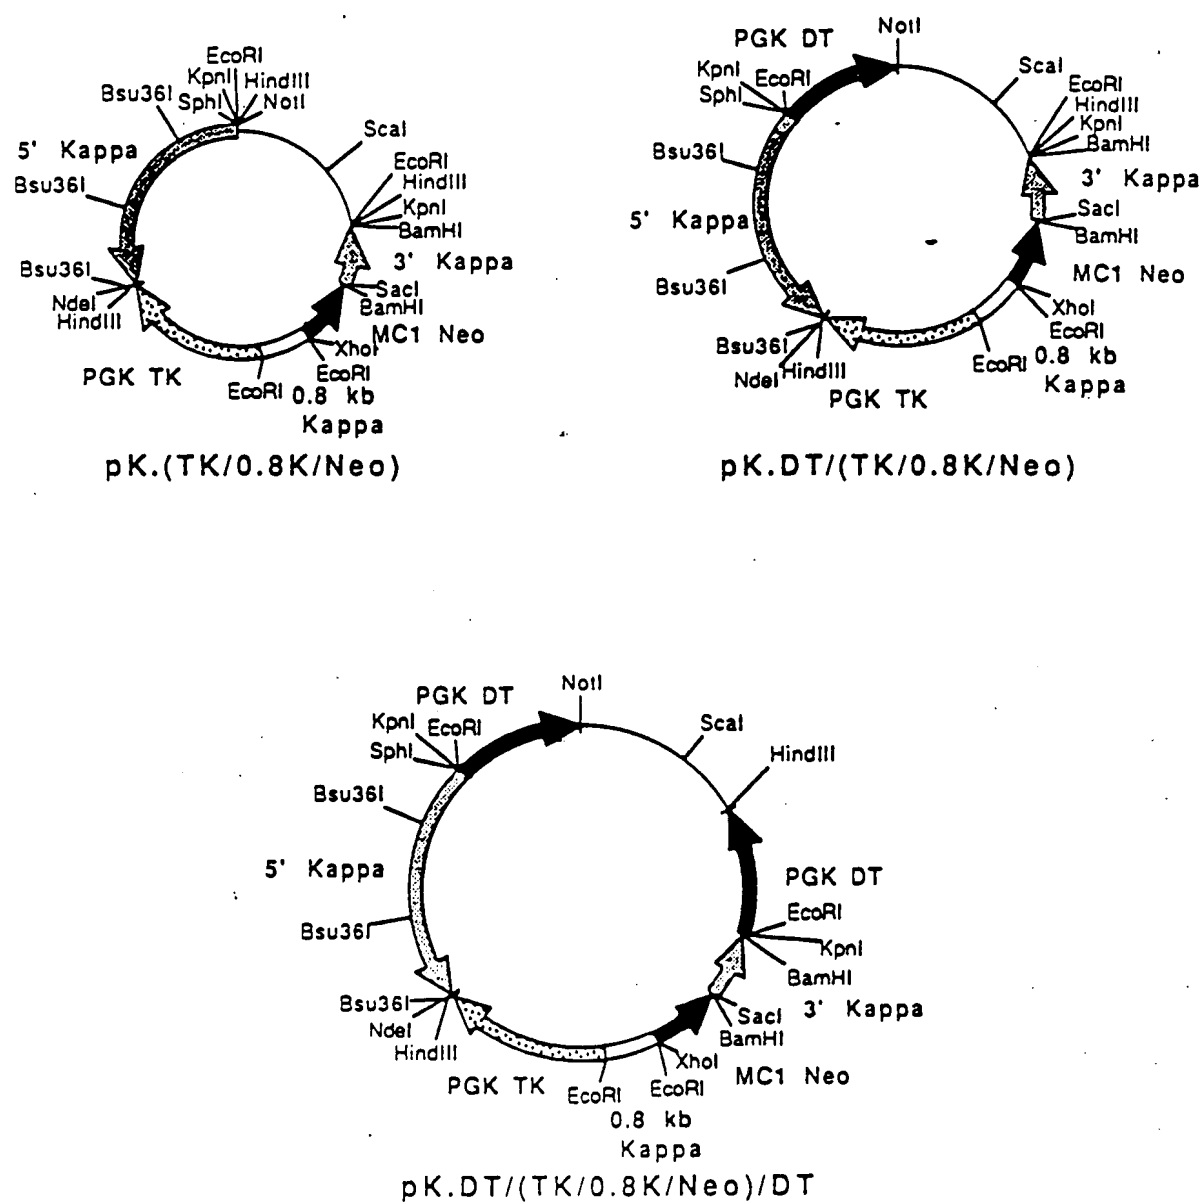 EcoRI
KpnI
HindIII
Bsu36I
SphI
NotI
ScaI
5' Kappa
EcoRI
HindIII
Bsu36I
KpnI
BamHI
3' Kappa
Bsu36I
SacI
NdeI
BamHI
HindIII
MC1 Neo
XhoI
PGK TK
EcoRI
EcoRI
0.8 kb
Kappa
pK.(TK/0.8K/Neo)
PGK DT
NotI
KpnI
EcoRI
ScaI
SphI
EcoRI
HindIII
KpnI
BamHI
Bsu36I
3' Kappa
5' Kappa
SacI
BamHI
Bsu36I
MC1 Neo
XhoI
Bsu36I
EcoRI
NdeI
HindIII
EcoRI
0.8 kb
Kappa
PGK TK
pK.DT/(TK/0.8K/Neo)
PGK DT
NotI
KpnI
EcoRI
ScaI
SphI
HindIII
Bsu36I
5' Kappa
PGK DT
EcoRI
Bsu36I
KpnI
BamHI
Bsu36I
3' Kappa
SacI
NdeI
BamHI
HindIII
XhoI
MC1 Neo
PGK TK
EcoRI
EcoRI
0.8 kb
Kappa
pK.DT/(TK/0.8K/Neo)/DT